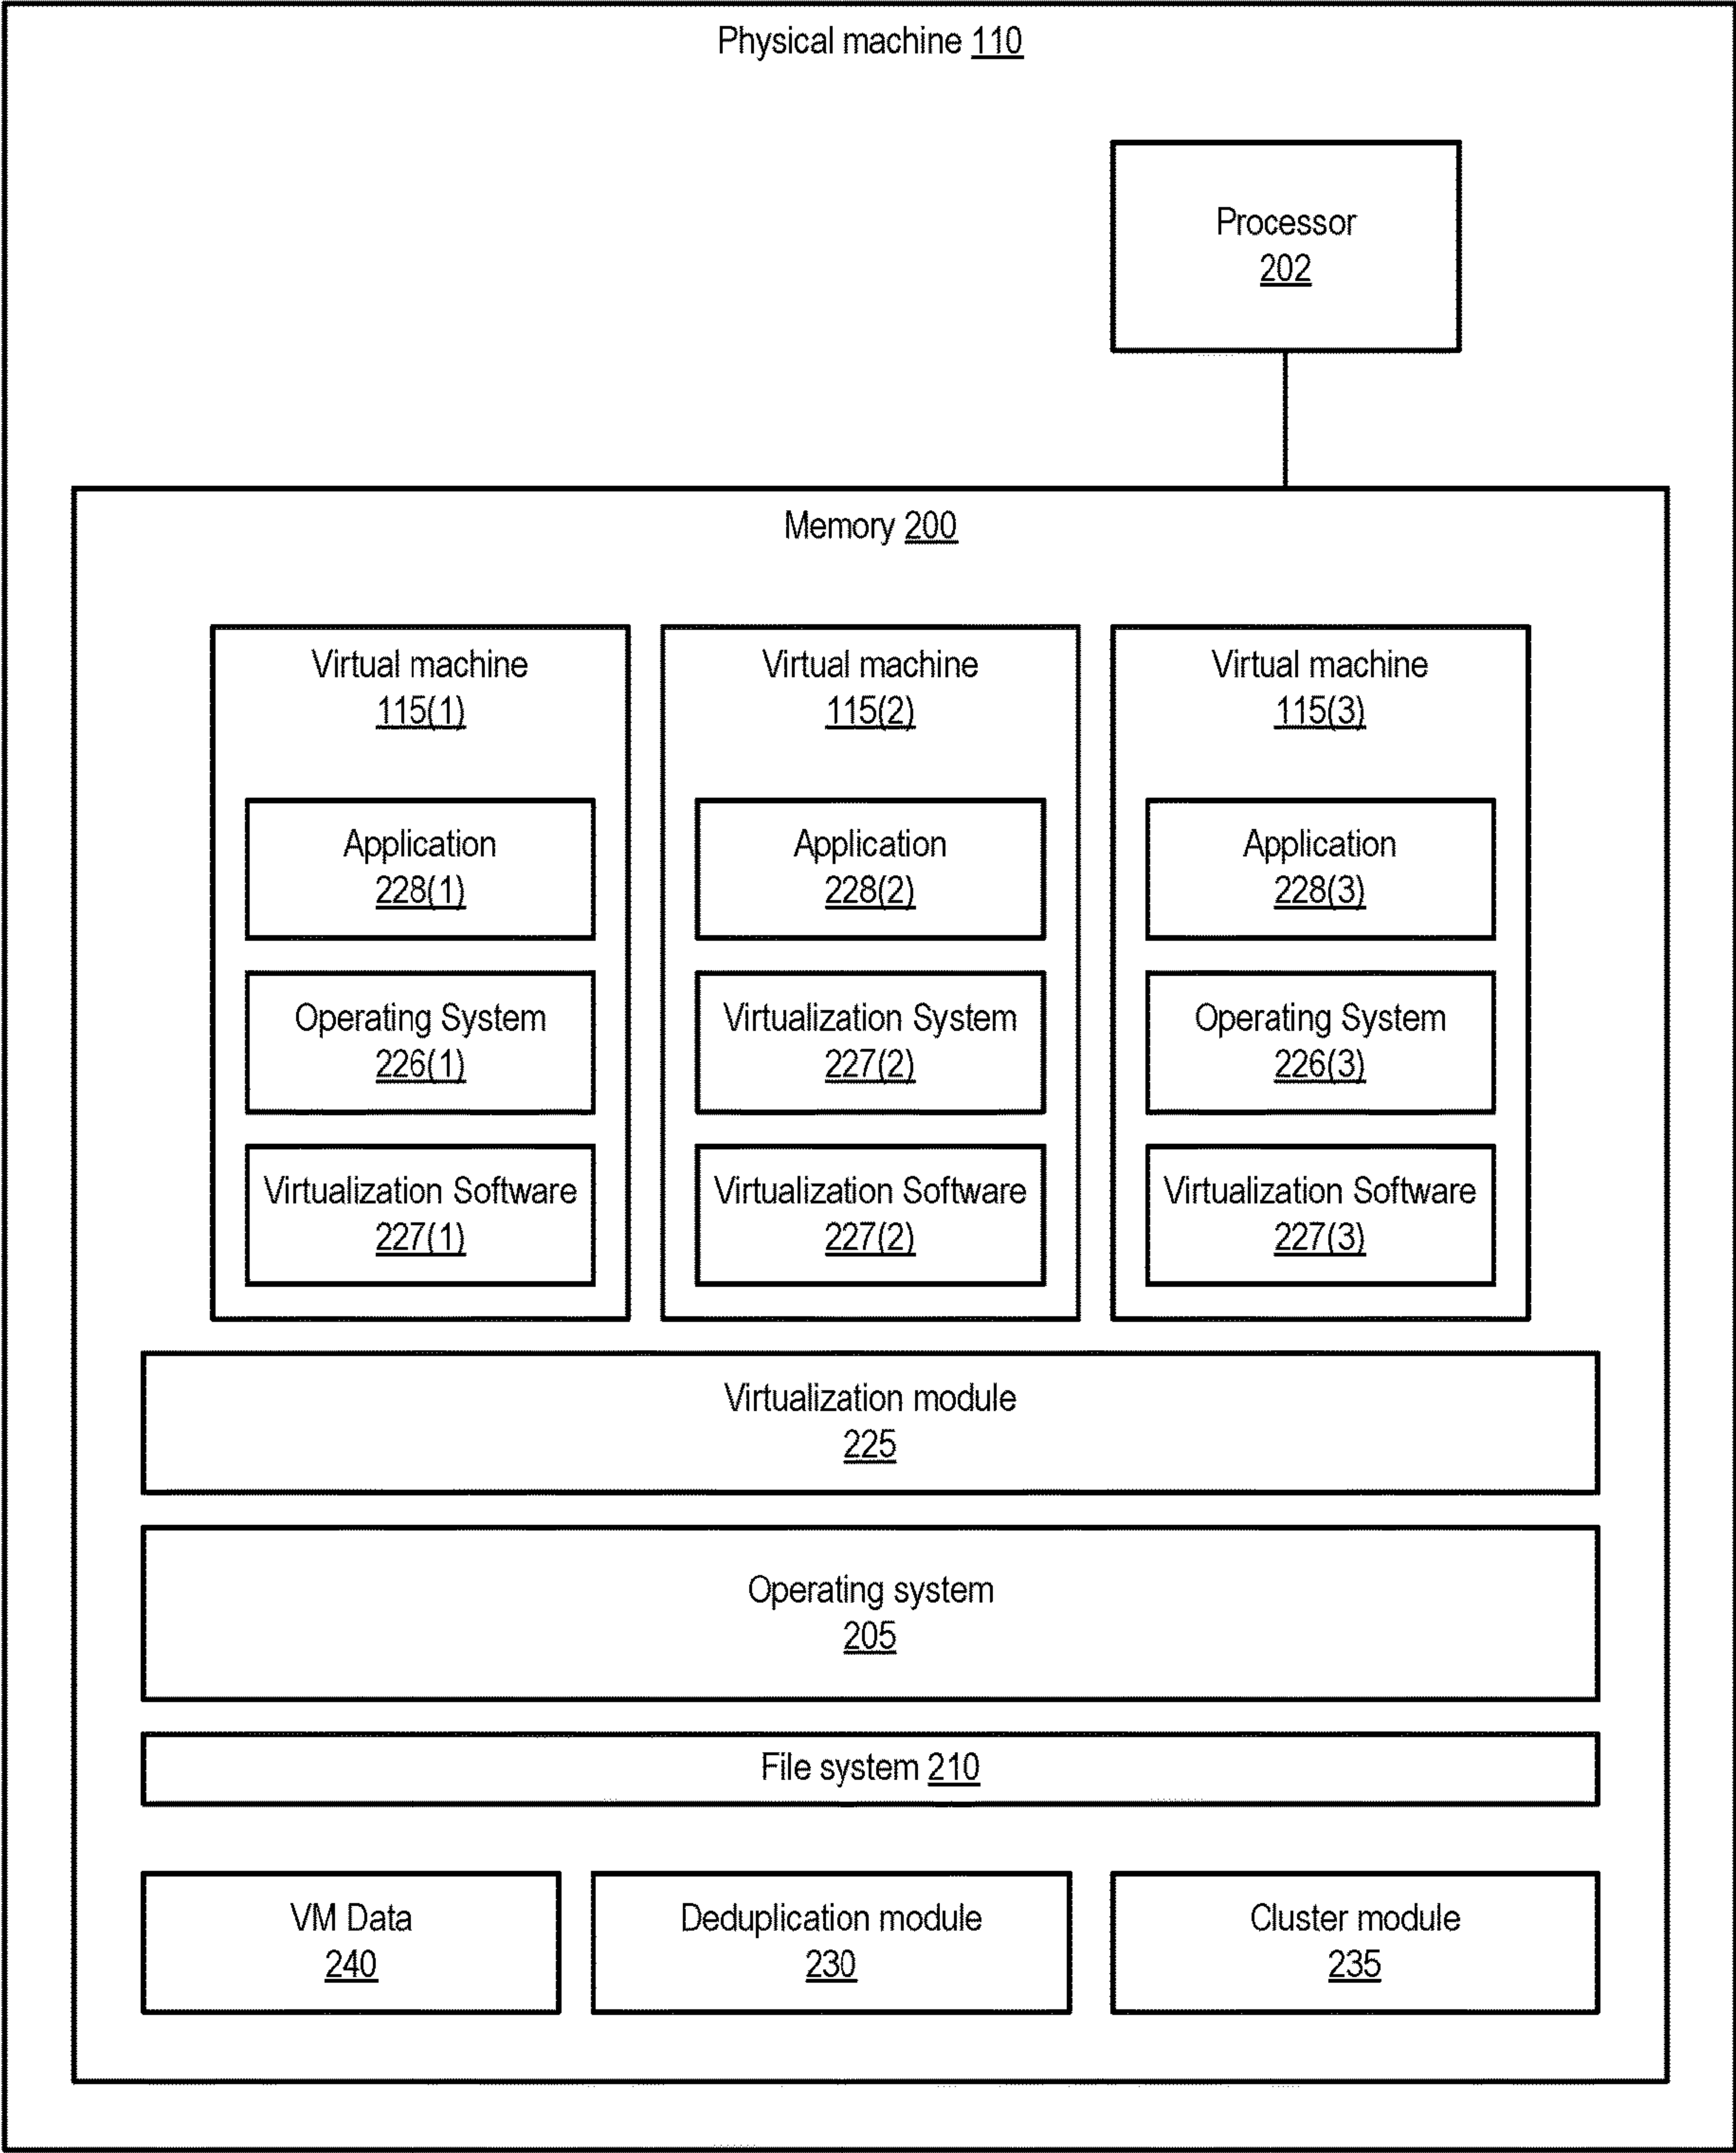 Physical machine 110
Processor
202
Memory 200
Virtual machine
115(1)
Application
228(1)
Operating System
226(1)
Virtualization Software
227(1)
Virtual machine
115(2)
Application
228(2)
Virtualization System
227(2)
Virtualization Software
227(2)
Virtual machine
115(3)
Application
228(3)
Operating System
226(3)
Virtualization Software
227(3)
Virtualization module
225
Operating system
205
File system 210
VM Data
240
Deduplication module
230
Cluster module
235